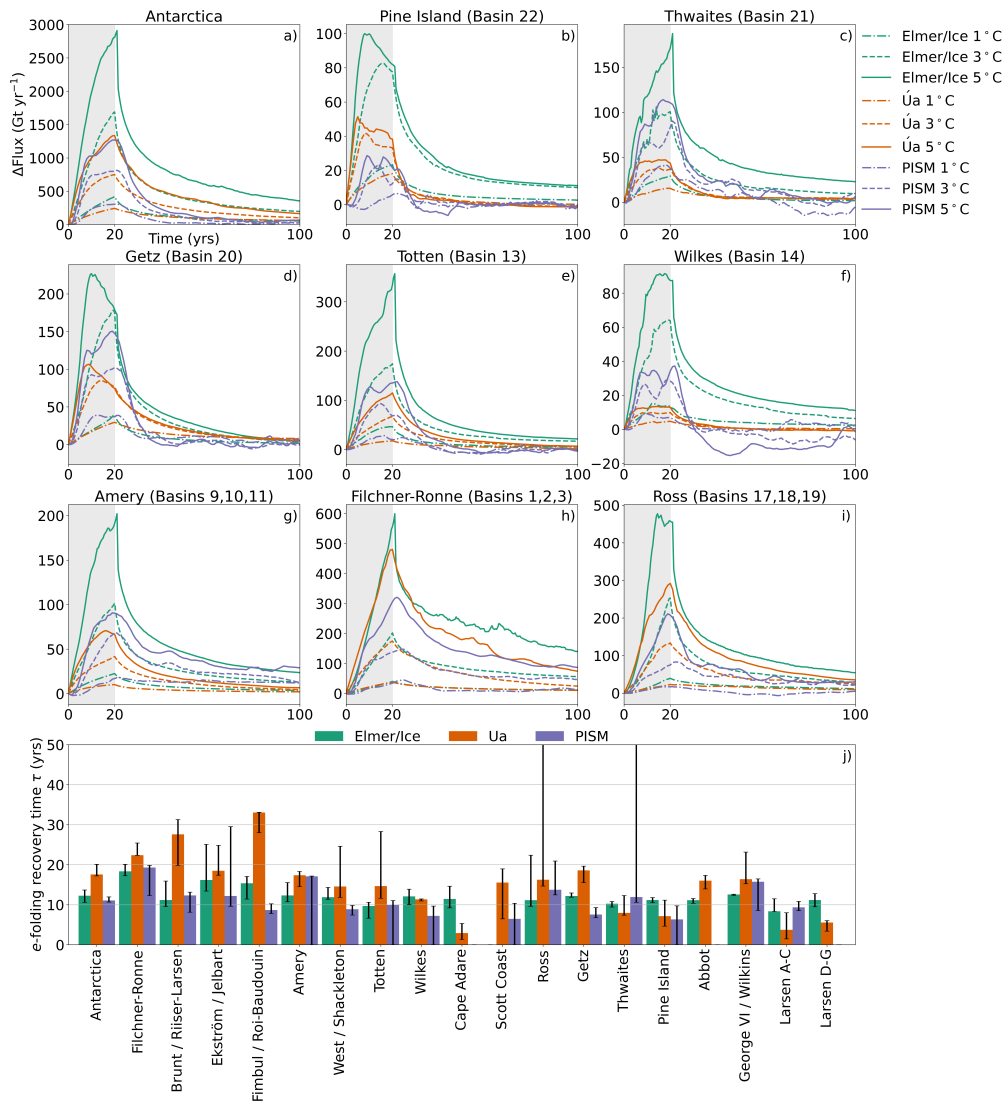 Antarctica
Pine Island (Basin 22)
Thwaites (Basin 21)
a)
b)
c)
ΔFlux (Gt yr⁻¹)
3000
2500
2000
1500
1000
500
0
0
20
100
Time (yrs)
100
80
60
40
20
0
0
20
100
150
100
50
0
0
20
100
Elmer/Ice 1°C
Elmer/Ice 3°C
Elmer/Ice 5°C
Úa 1°C
Úa 3°C
Úa 5°C
PISM 1°C
PISM 3°C
PISM 5°C
Getz (Basin 20)
Totten (Basin 13)
Wilkes (Basin 14)
d)
e)
f)
200
150
100
50
0
0
20
100
300
200
100
0
0
20
100
80
60
40
20
0
−20
0
20
100
Amery (Basins 9,10,11)
Filchner-Ronne (Basins 1,2,3)
Ross (Basins 17,18,19)
g)
h)
i)
200
150
100
50
0
0
20
100
600
500
400
300
200
100
0
0
20
100
500
400
300
200
100
0
0
20
100
Elmer/Ice
Ua
PISM
j)
e-folding recovery time τ (yrs)
50
40
30
20
10
0
Antarctica
Filchner-Ronne
Brunt / Riiser-Larsen
Ekström / Jelbart
Fimbul / Roi-Baudouin
Amery
West / Shackleton
Totten
Wilkes
Cape Adare
Scott Coast
Ross
Getz
Thwaites
Pine Island
Abbot
George VI / Wilkins
Larsen A-C
Larsen D-G